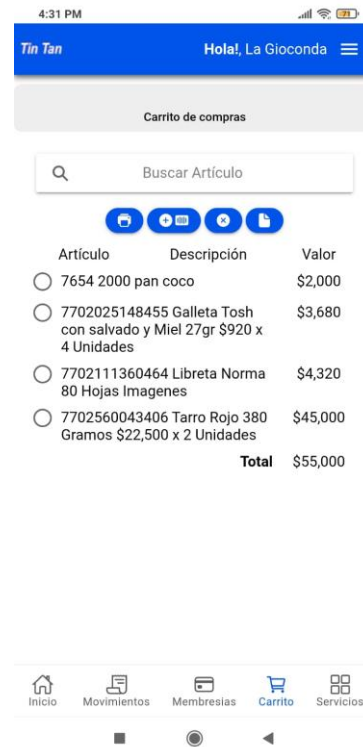 4:31 PM 71
Tin Tan Hola!, La Gioconda
Carrito de compras
Buscar Artículo
Artículo Descripción Valor
7654 2000 pan coco $2,000
7702025148455 Galleta Tosh $3,680
con salvado y Miel 27gr $920 x
4 Unidades
7702111360464 Libreta Norma $4,320
80 Hojas Imagenes
7702560043406 Tarro Rojo 380 $45,000
Gramos $22,500 x 2 Unidades
Total $55,000
Inicio Movimientos Membresias Carrito Servicios